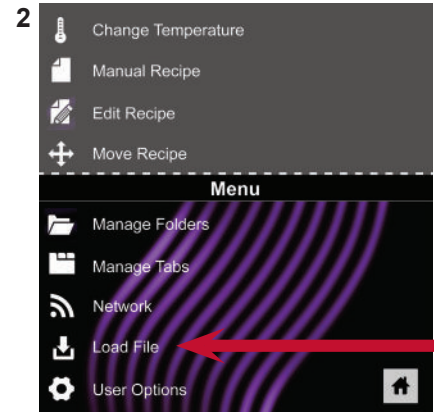 2
Change Temperature
Manual Recipe
Edit Recipe
Move Recipe
Menu
Manage Folders
Manage Tabs
Network
Load File
User Options